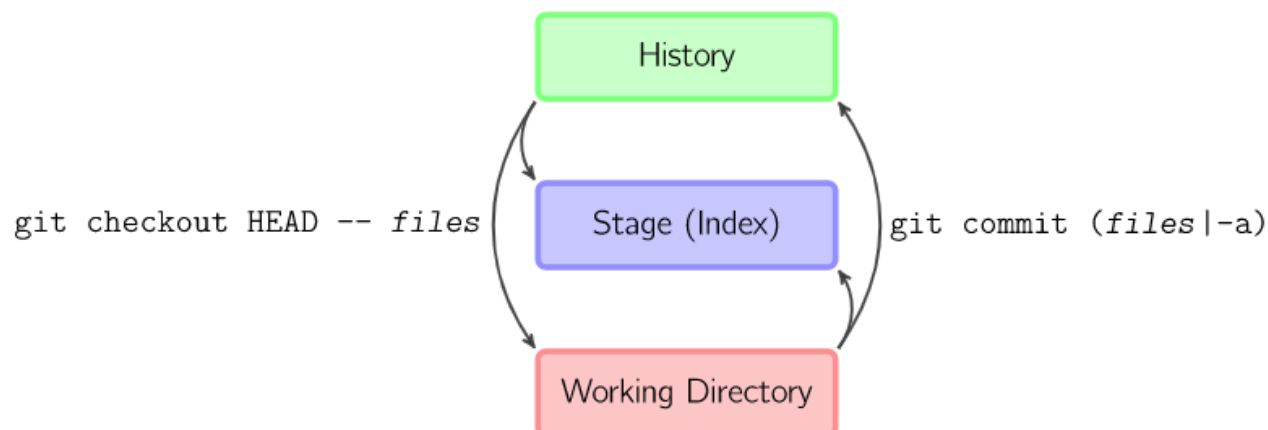 History
git checkout HEAD -- files
Stage (Index)
git commit (files|-a)
Working Directory